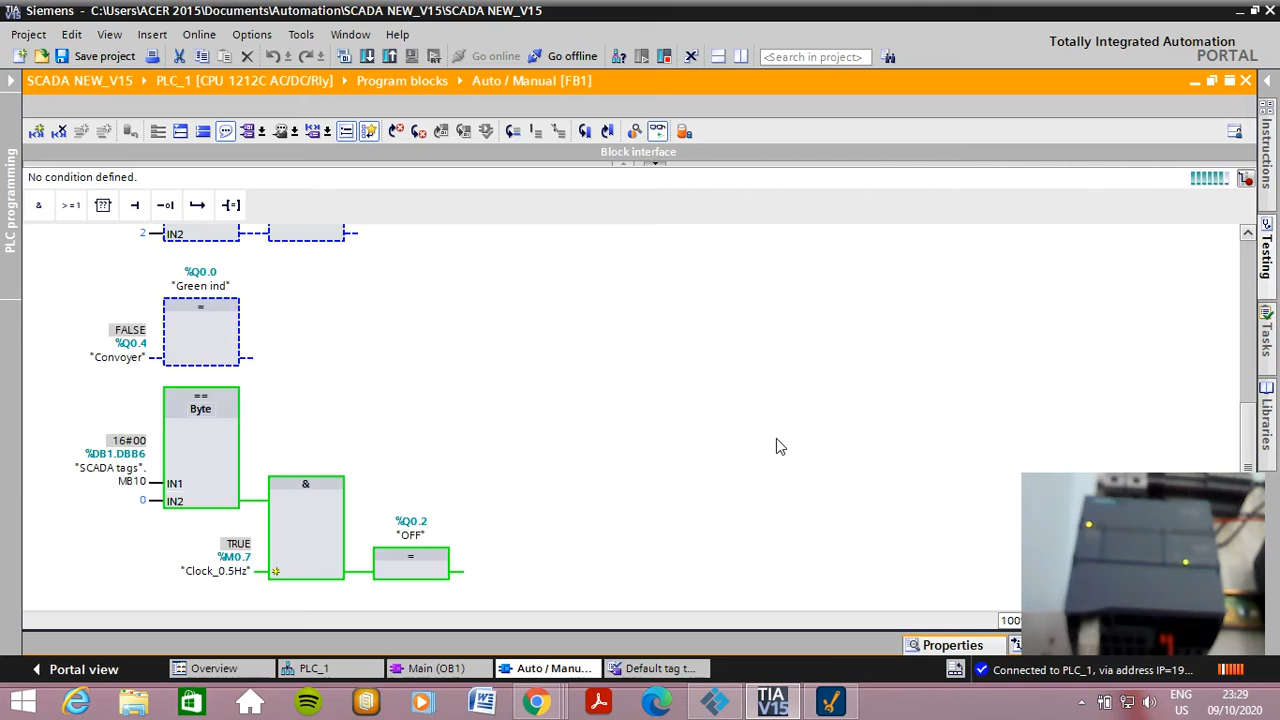 Siemens - C:\Users\ACER 2015\Documents\Automation\SCADA NEW_V15\SCADA NEW_V15
Project Edit View Insert Online Options Tools Window Help
Totally Integrated Automation
PORTAL
Save project Go online Go offline <Search in project>
SCADA NEW_V15 PLC_1 [CPU 1212C AC/DC/Rly] Program blocks Auto / Manual [FB1]
Block interface
No condition defined.
& >=1 ?? [=]
2 IN2
%Q0.0
"Green ind"
=
FALSE
%Q0.4
"Convoyer"
==
Byte
16#00
%DB1.DBB6
"SCADA tags".
MB10 IN1
0 IN2
&
TRUE
%M0.7
"Clock_0.5Hz"
%Q0.2
"OFF"
=
PLC programming
Instructions
Testing
Tasks
Libraries
100
Properties
Portal view Overview PLC_1 Main (OB1) Auto / Manu... Default tag t...
Connected to PLC_1, via address IP=19...
TIA
V15
ENG
US
23:29
09/10/2020